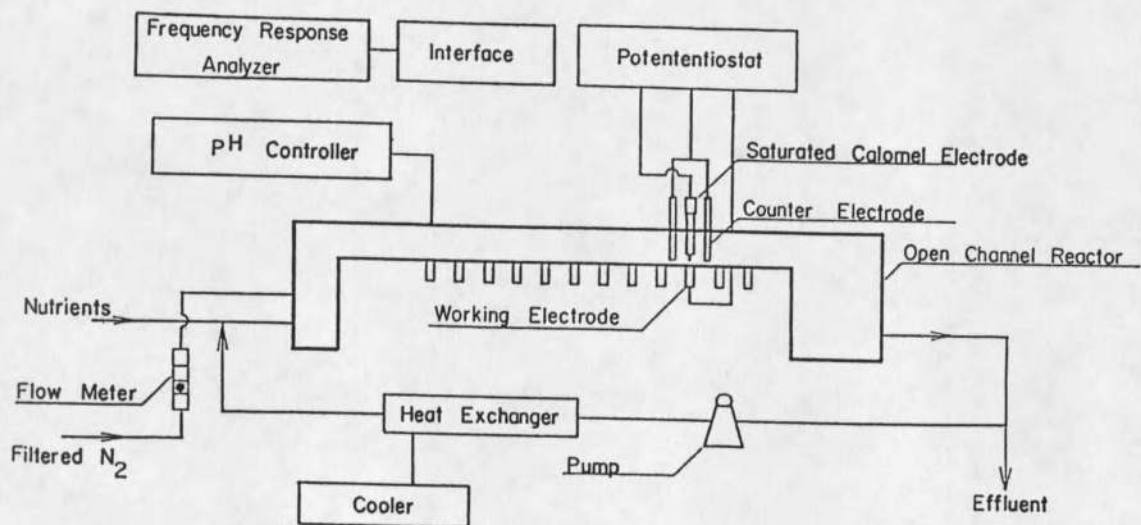 Frequency Response
Analyzer
Interface
Potententiostat
PH Controller
Saturated Calomel Electrode
Counter Electrode
Open Channel Reactor
Nutrients
Working Electrode
Flow Meter
Heat Exchanger
Filtered N2
Pump
Cooler
Effluent